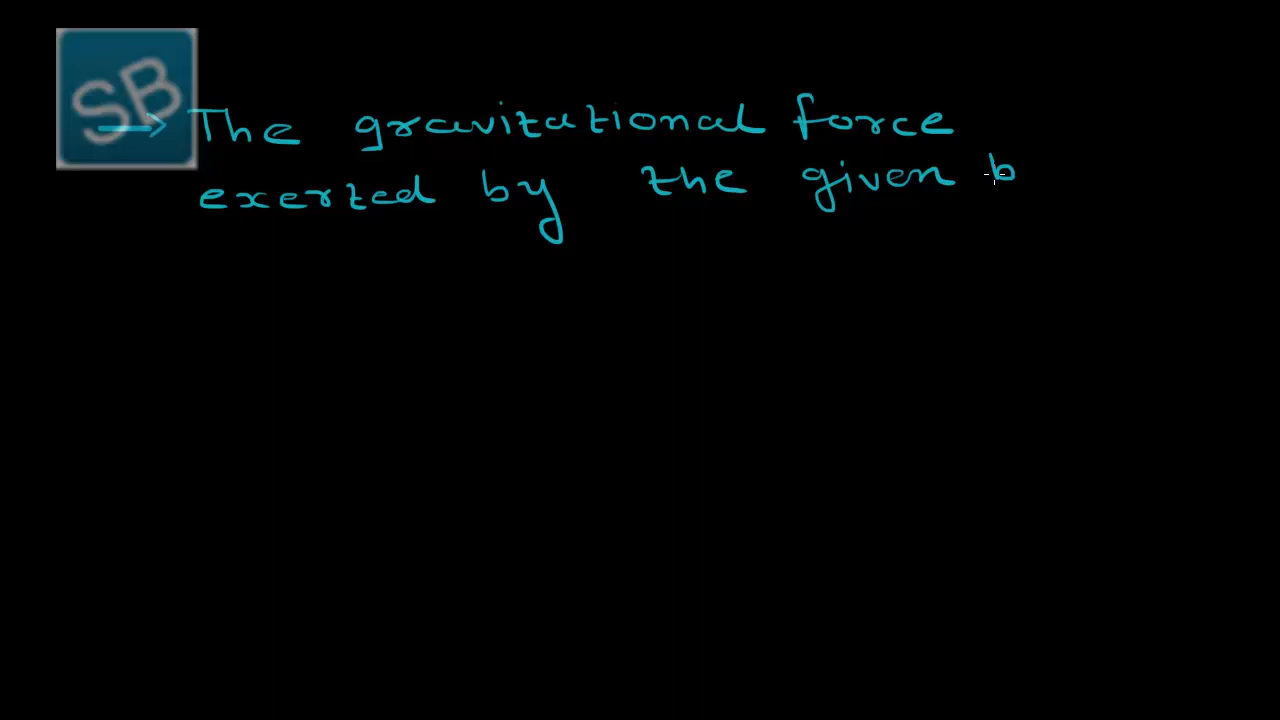 SB
→ The gravitational force
exerted by the given b